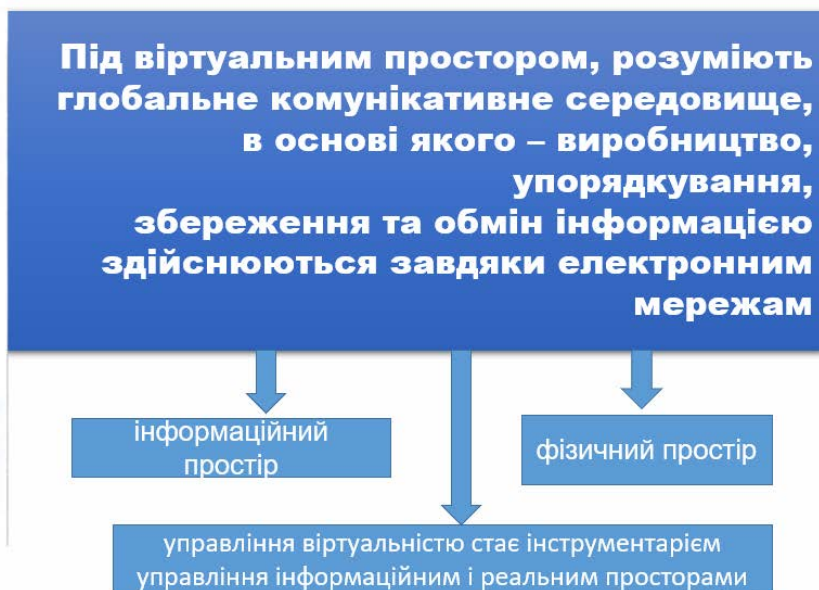 Під віртуальним простором, розуміють
глобальне комунікативне середовище,
в основі якого – виробництво,
упорядкування,
збереження та обмін інформацією
здійснюються завдяки електронним
мережам
інформаційний
простір
фізичний простір
управління віртуальністю стає інструментарієм
управління інформаційним і реальним просторами